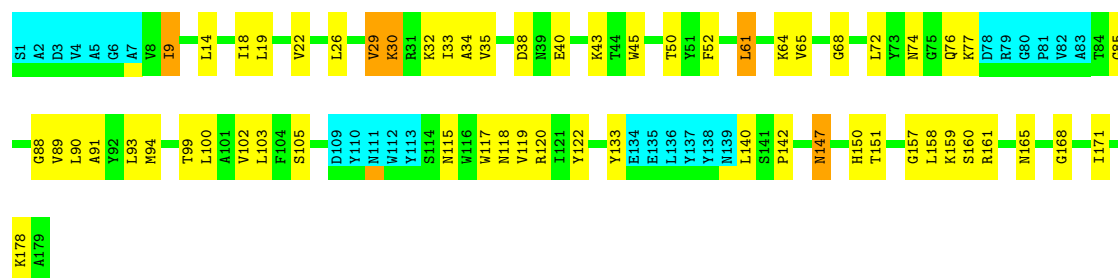 S1 A2 D3 V4 A5 G6 A7 V8 I9 L14 I18 L19 V22 L26 V29 K30 R31 K32 I33 A34 V35 D38 N39 E40 K43 T44 W45 T50 Y51 F52 L61 K64 V65 G68 L72 Y73 N74 G75 Q76 K77 D78 R79 G80 P81 V82 A83 T84 G85
G88 V89 L90 A91 Y92 L93 M94 T99 L100 A101 V102 L103 F104 S105 D109 Y110 N111 W112 Y113 S114 N115 W116 W117 N118 V119 R120 I121 Y122 Y133 E134 E135 L136 Y137 Y138 N139 L140 S141 P142 N147 H150 T151 G157 L158 K159 S160 R161 N165 G168 I171
K178 A179